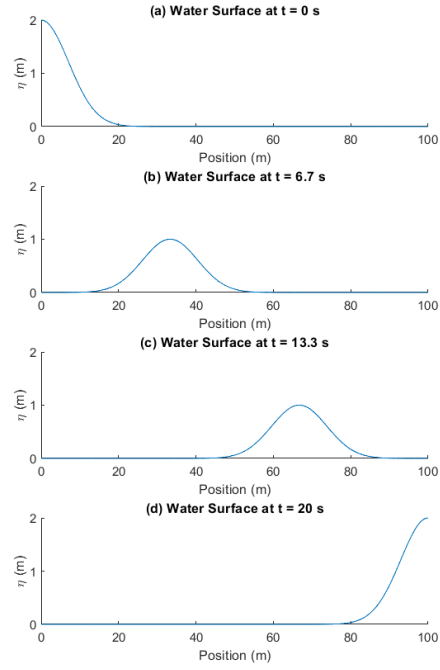 (a) Water Surface at t = 0 s
2
1
0
η (m)
0 20 40 60 80 100
Position (m)
(b) Water Surface at t = 6.7 s
2
1
0
η (m)
0 20 40 60 80 100
Position (m)
(c) Water Surface at t = 13.3 s
2
1
0
η (m)
0 20 40 60 80 100
Position (m)
(d) Water Surface at t = 20 s
2
1
0
η (m)
0 20 40 60 80 100
Position (m)